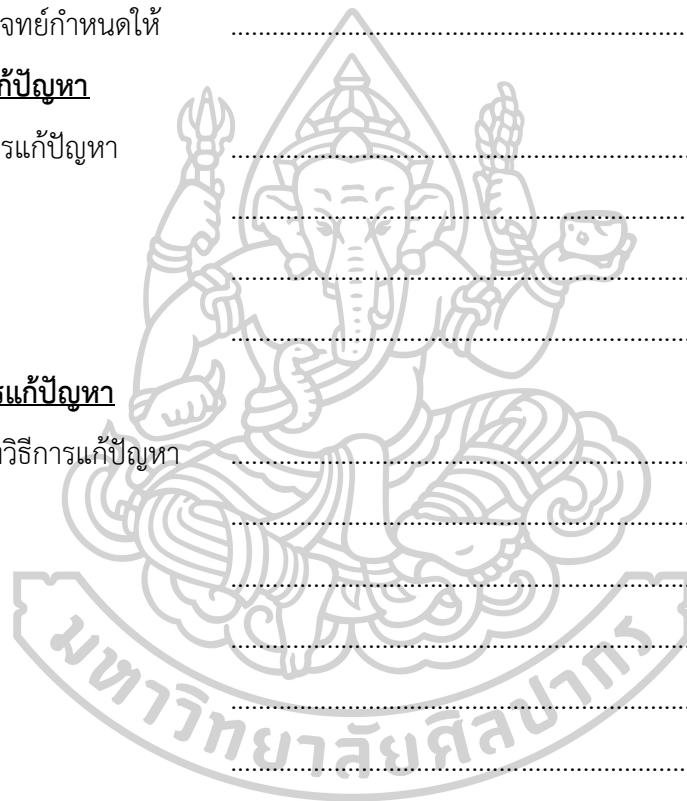 จทย์กำหนดให้ ................................................................................
ก้ปัญหา
รแก้ปัญหา ................................................................................
................................................................................
................................................................................
................................................................................
รแก้ปัญหา
วิธีการแก้ปัญหา ................................................................................
................................................................................
................................................................................
................................................................................
................................................................................
................................................................................
มหาวิทยาลัยศิลปากร